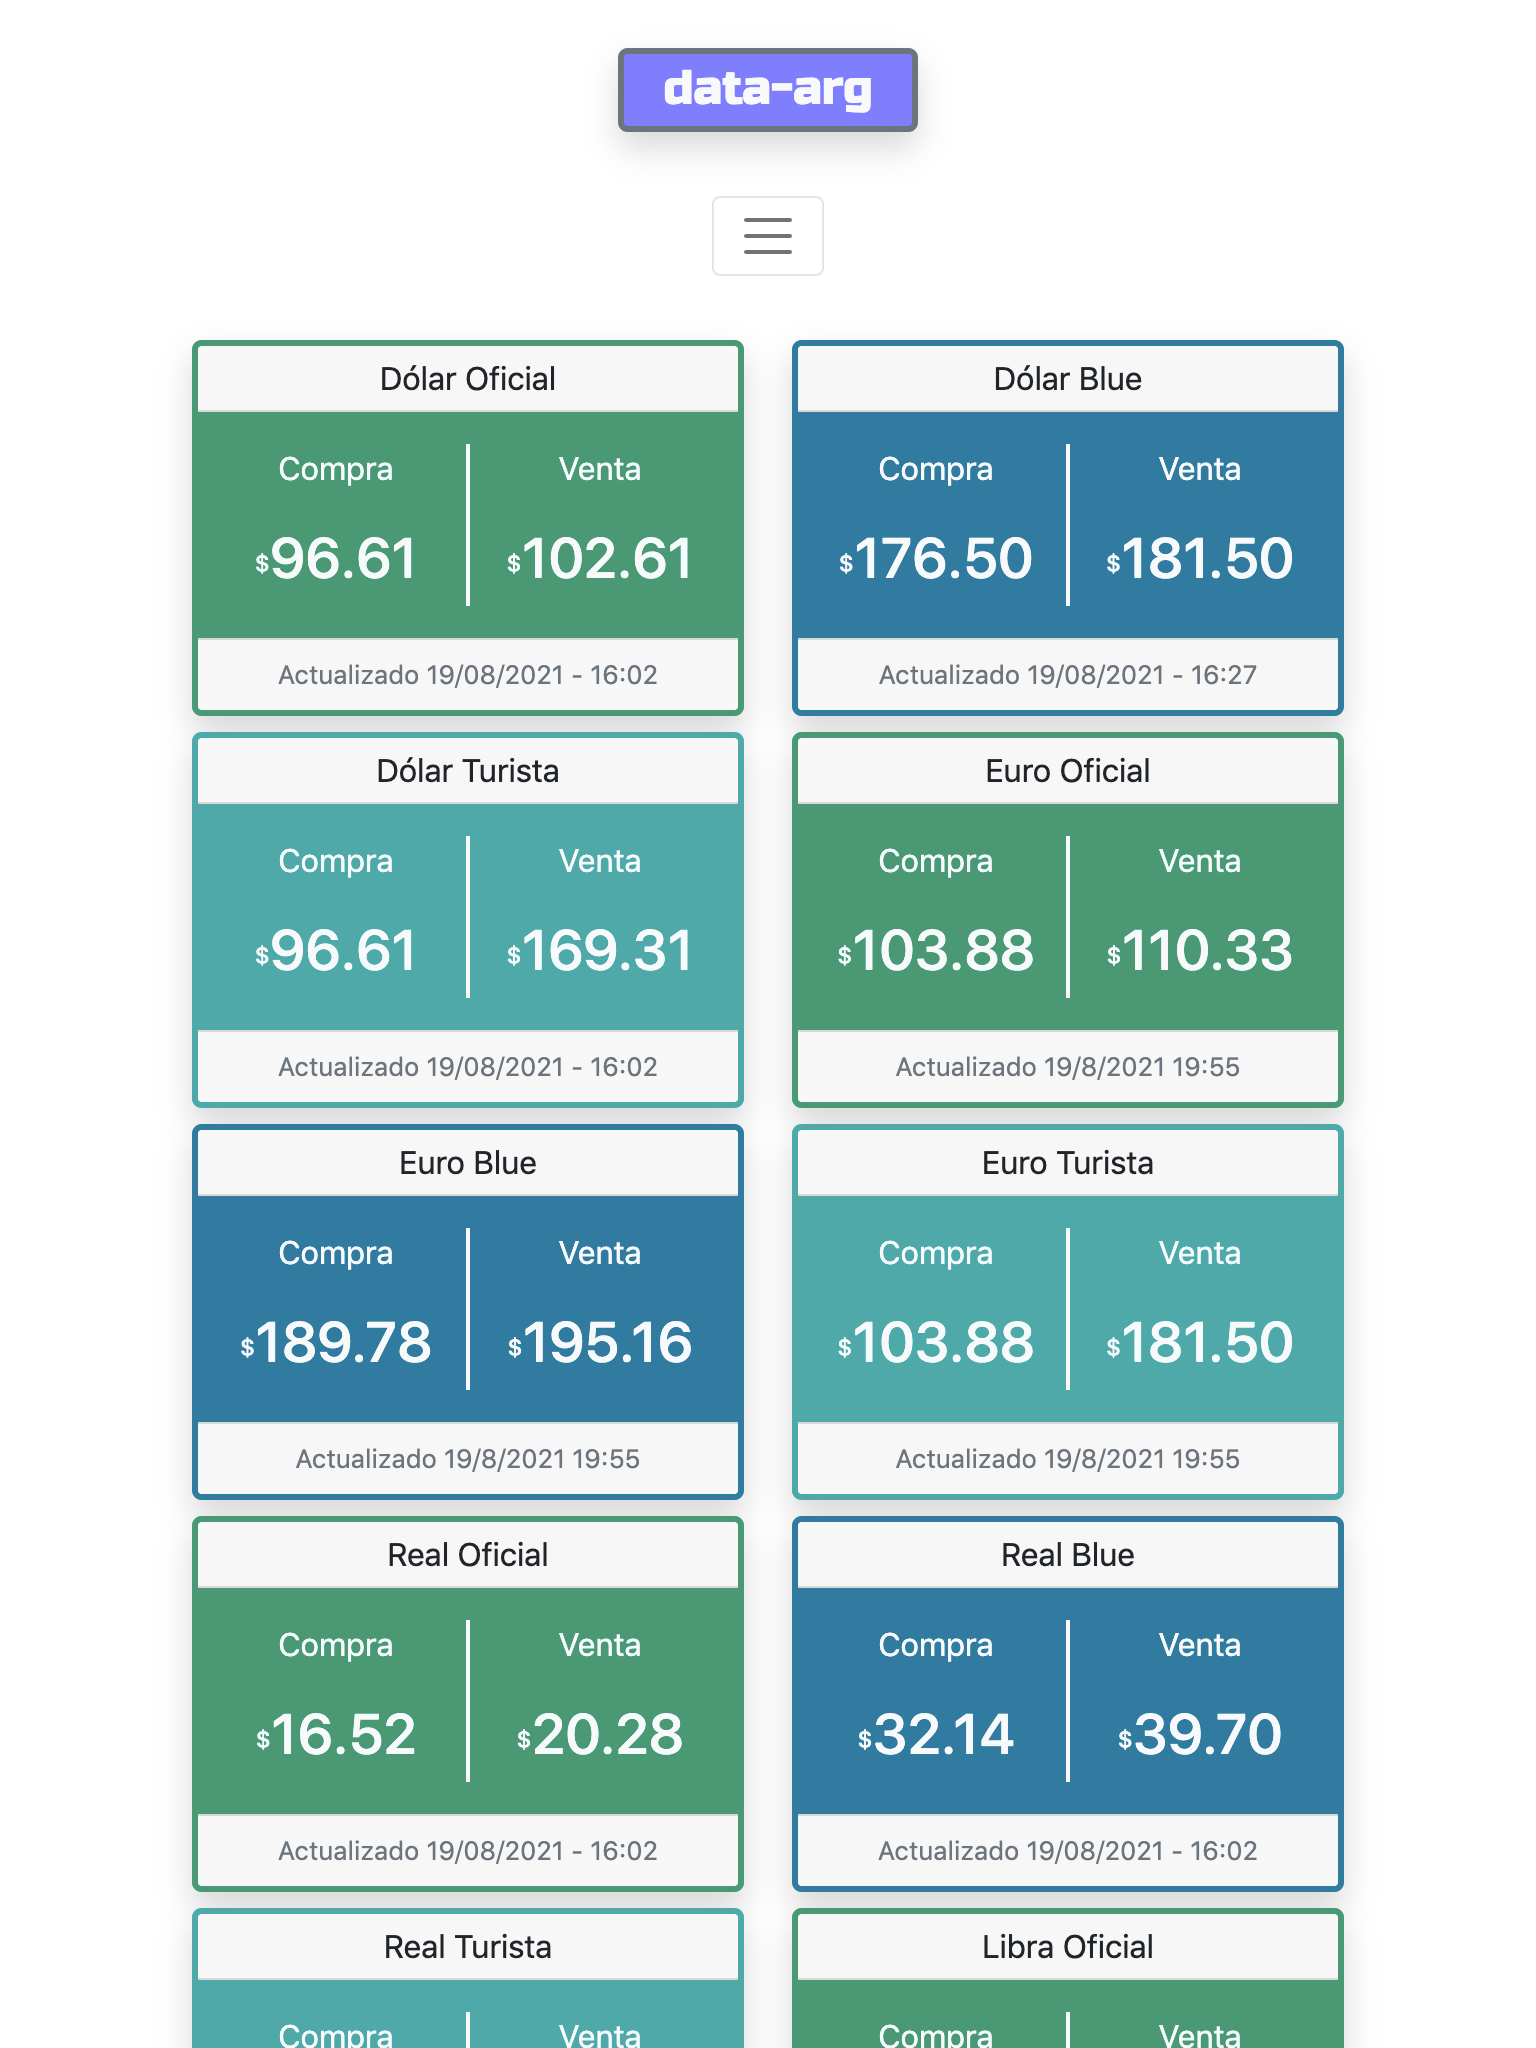 data-arg
Dólar Oficial
Compra
Venta
$96.61
$102.61
Actualizado 19/08/2021 - 16:02
Dólar Blue
Compra
Venta
$176.50
$181.50
Actualizado 19/08/2021 - 16:27
Dólar Turista
Compra
Venta
$96.61
$169.31
Actualizado 19/08/2021 - 16:02
Euro Oficial
Compra
Venta
$103.88
$110.33
Actualizado 19/8/2021 19:55
Euro Blue
Compra
Venta
$189.78
$195.16
Actualizado 19/8/2021 19:55
Euro Turista
Compra
Venta
$103.88
$181.50
Actualizado 19/8/2021 19:55
Real Oficial
Compra
Venta
$16.52
$20.28
Actualizado 19/08/2021 - 16:02
Real Blue
Compra
Venta
$32.14
$39.70
Actualizado 19/08/2021 - 16:02
Real Turista
Compra
Venta
Libra Oficial
Compra
Venta